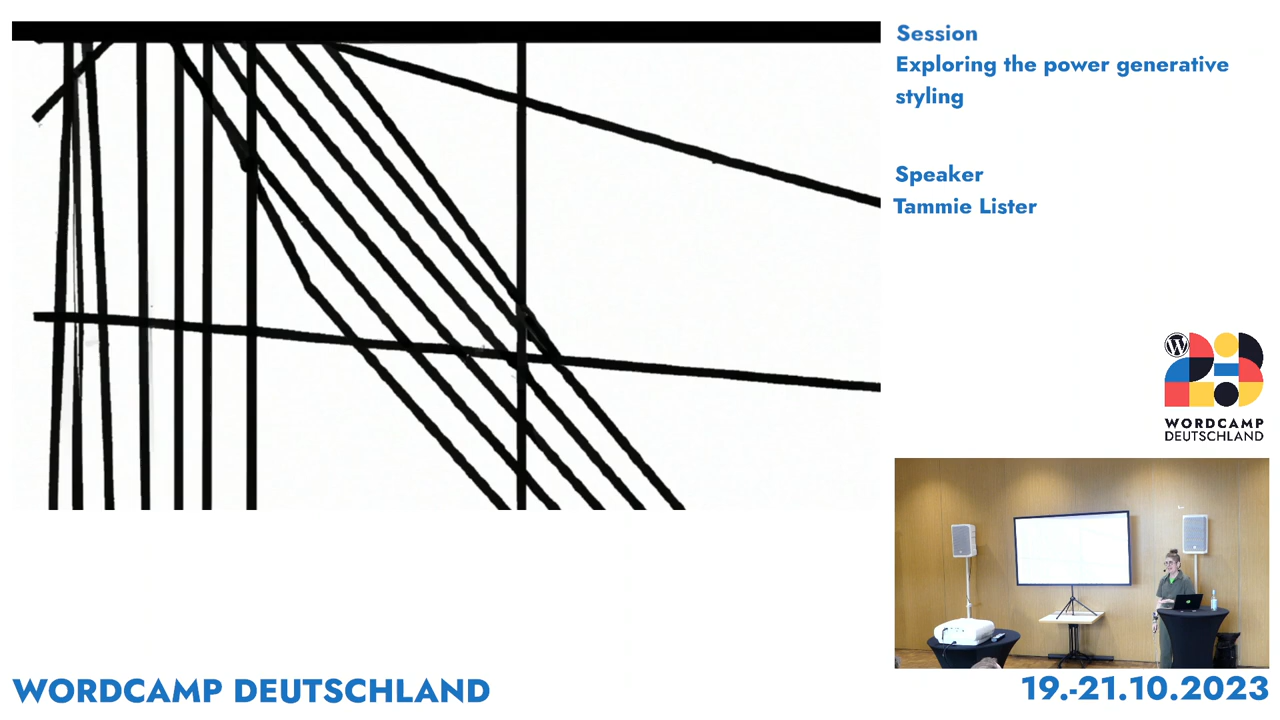 Session
Exploring the power generative
styling
Speaker
Tammie Lister
WORDCAMP
DEUTSCHLAND
WORDCAMP DEUTSCHLAND
19.-21.10.2023